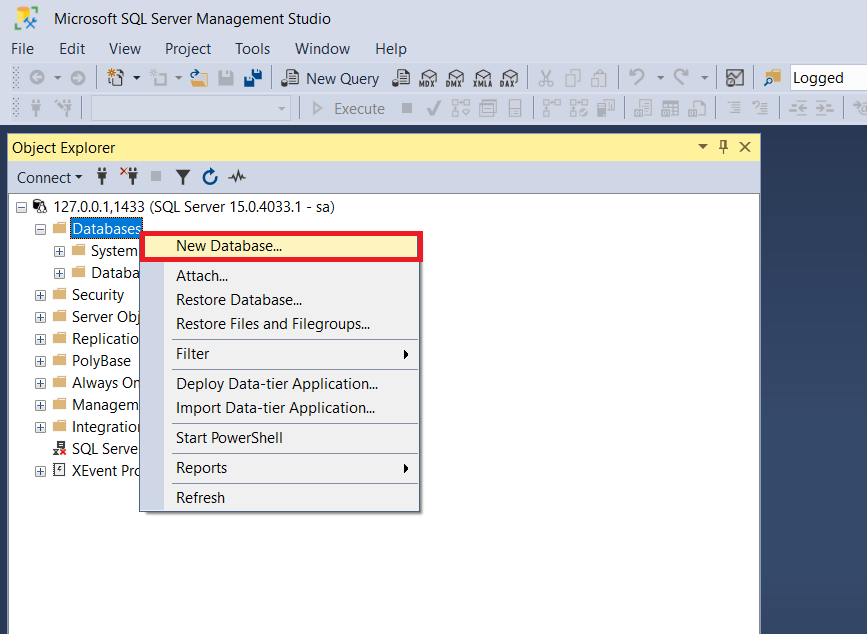 Microsoft SQL Server Management Studio
File Edit View Project Tools Window Help
New Query MDX DMX XMLA DAX Logged
Execute
Object Explorer
Connect
127.0.0.1,1433 (SQL Server 15.0.4033.1 - sa)
Databases
New Database...
System
Attach...
Databa
Security
Restore Database...
Server Obj
Restore Files and Filegroups...
Replicatio
Filter
PolyBase
Always On
Deploy Data-tier Application...
Managem
Import Data-tier Application...
Integration
Start PowerShell
SQL Serve
XEvent Pro
Reports
Refresh